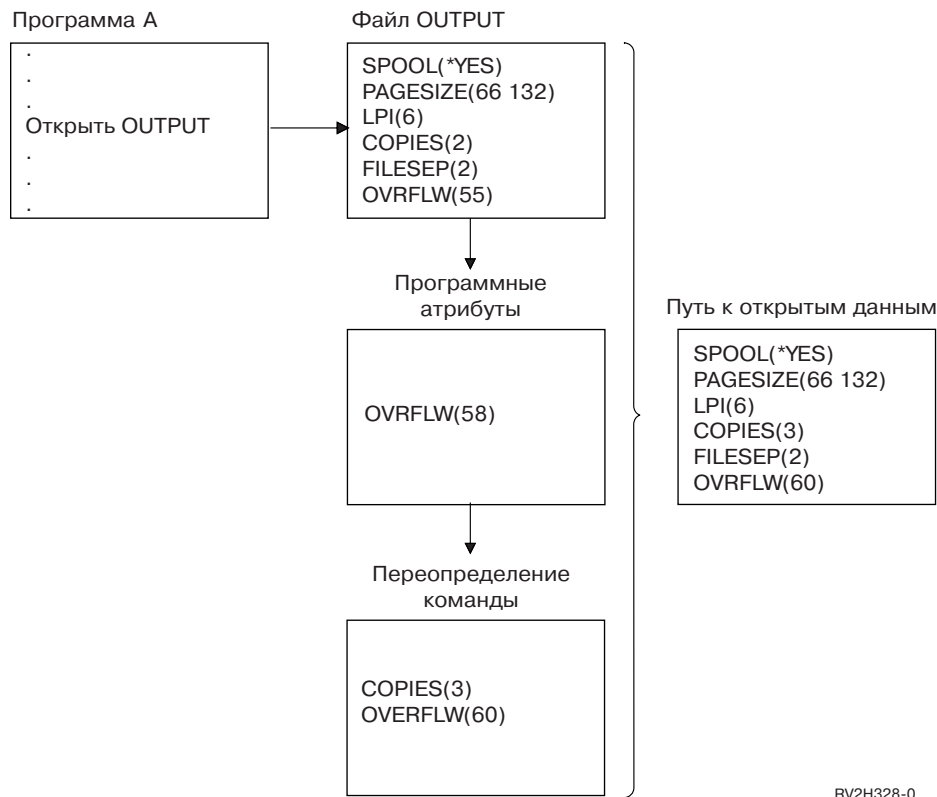 Программа A
.
.
.
Открыть OUTPUT
.
.
.
Файл OUTPUT
SPOOL(*YES)
PAGESIZE(66 132)
LPI(6)
COPIES(2)
FILESEP(2)
OVRFLW(55)
Программные
атрибуты
OVRFLW(58)
Переопределение
команды
COPIES(3)
OVERFLW(60)
Путь к открытым данным
SPOOL(*YES)
PAGESIZE(66 132)
LPI(6)
COPIES(3)
FILESEP(2)
OVRFLW(60)
RV2H328-0